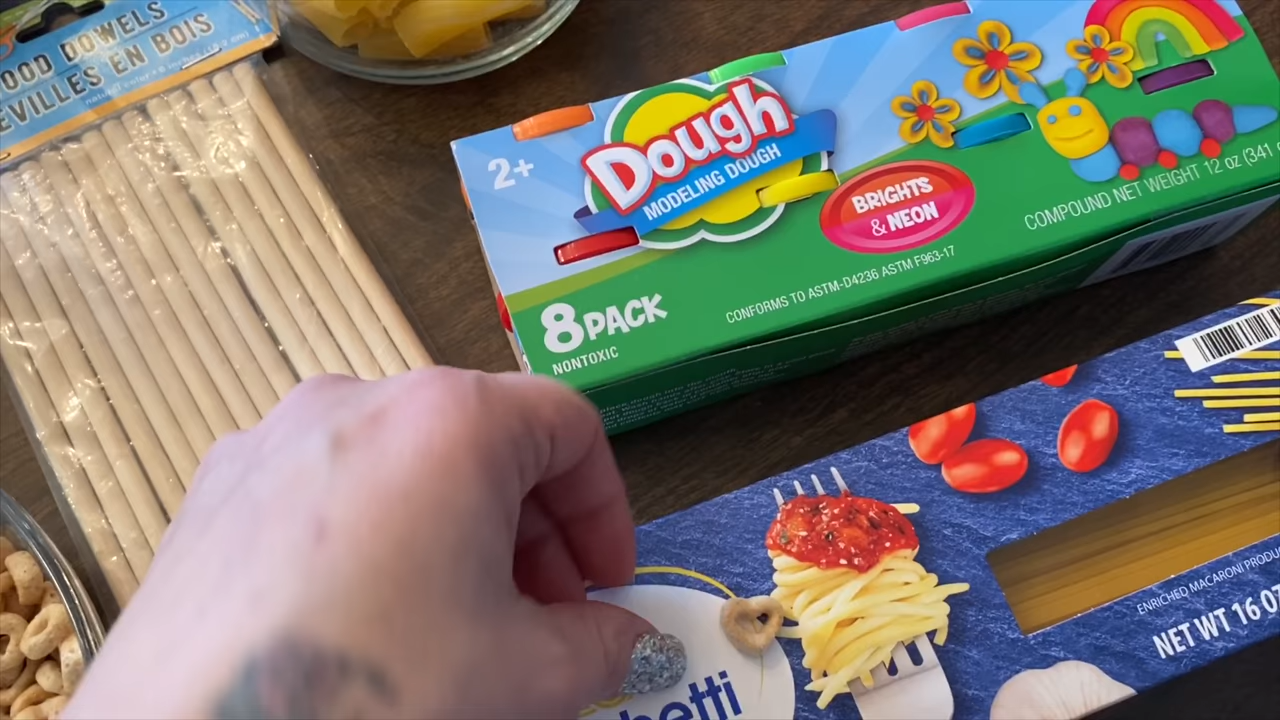 OOD DOWELS
EVILLES EN BOIS
2+
Dough
MODELING DOUGH
BRIGHTS
& NEON
COMPOUND NET WEIGHT 12 oz (341 g
8 PACK
NONTOXIC
CONFORMS TO ASTM-D4236 ASTM F963-17
ENRICHED MACARONI PRODU
NET WT 16 OZ
hetti